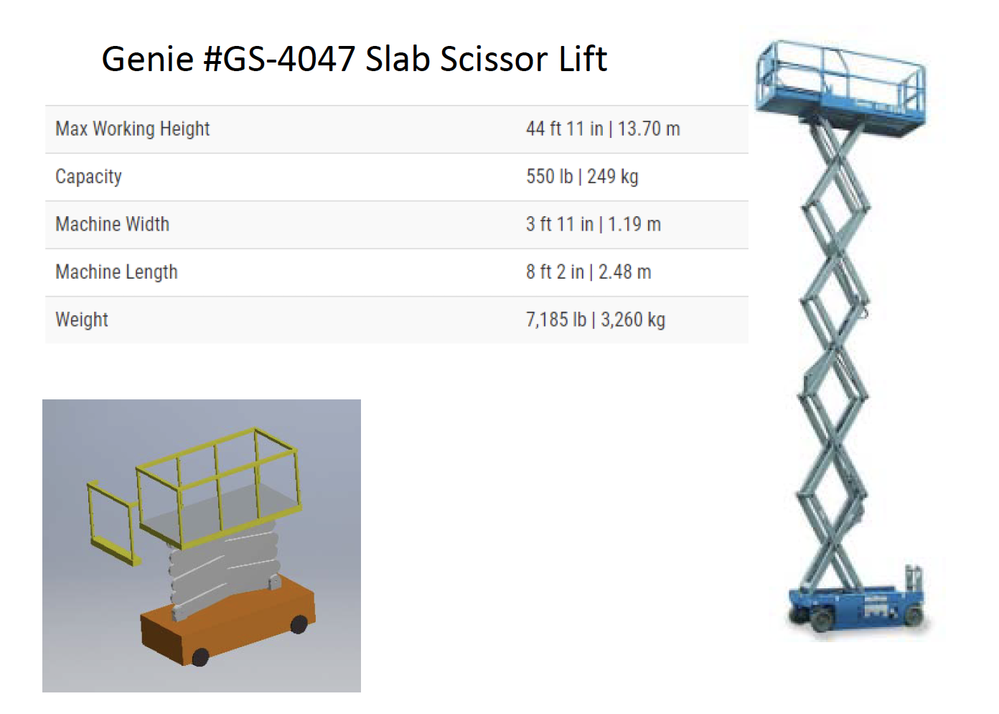 Genie #GS-4047 Slab Scissor Lift
Max Working Height 44 ft 11 in | 13.70 m
Capacity 550 lb | 249 kg
Machine Width 3 ft 11 in | 1.19 m
Machine Length 8 ft 2 in | 2.48 m
Weight 7,185 lb | 3,260 kg